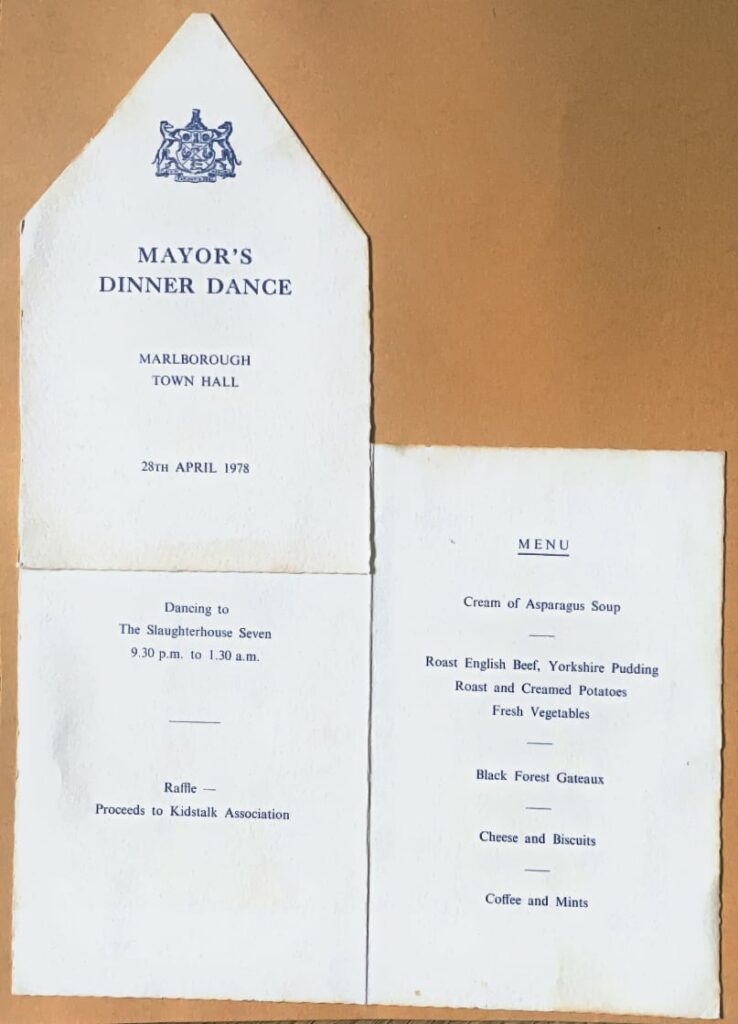 MAYOR'S
DINNER DANCE
MARLBOROUGH
TOWN HALL
28TH APRIL 1978
Dancing to
The Slaughterhouse Seven
9.30 p.m. to 1.30 a.m.
Raffle —
Proceeds to Kidstalk Association
MENU
Cream of Asparagus Soup
Roast English Beef, Yorkshire Pudding
Roast and Creamed Potatoes
Fresh Vegetables
Black Forest Gateaux
Cheese and Biscuits
Coffee and Mints